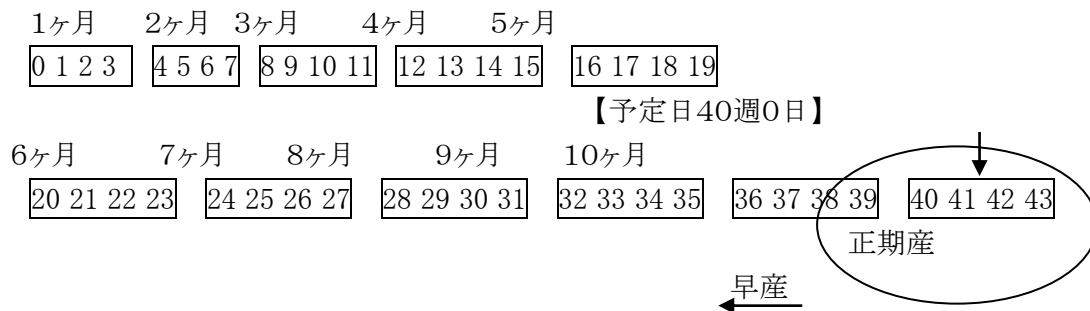 1ヶ月 2ヶ月 3ヶ月 4ヶ月 5ヶ月
0 1 2 3 4 5 6 7 8 9 10 11 12 13 14 15 16 17 18 19
【予定日40週0日】
6ヶ月 7ヶ月 8ヶ月 9ヶ月 10ヶ月
20 21 22 23 24 25 26 27 28 29 30 31 32 33 34 35 36 37 38 39 40 41 42 43
正期産
早産